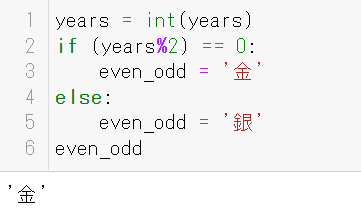 1 years = int(years)
2 if (years%2) == 0:
3     even_odd = '金'
4 else:
5     even_odd = '銀'
6 even_odd
'金'